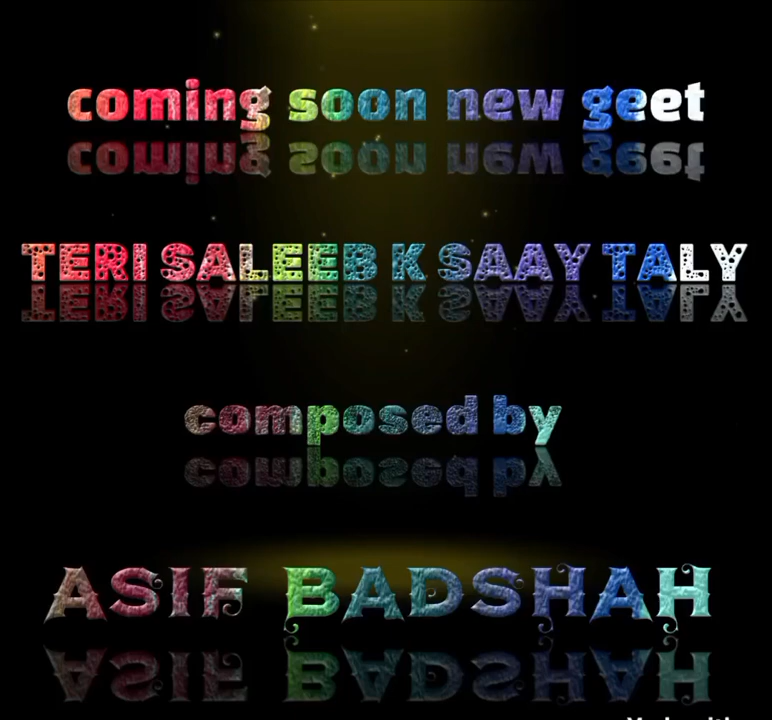 coming soon new geet
TERI SALEEB K SAAY TALY
composed by
ASIF BADSHAH